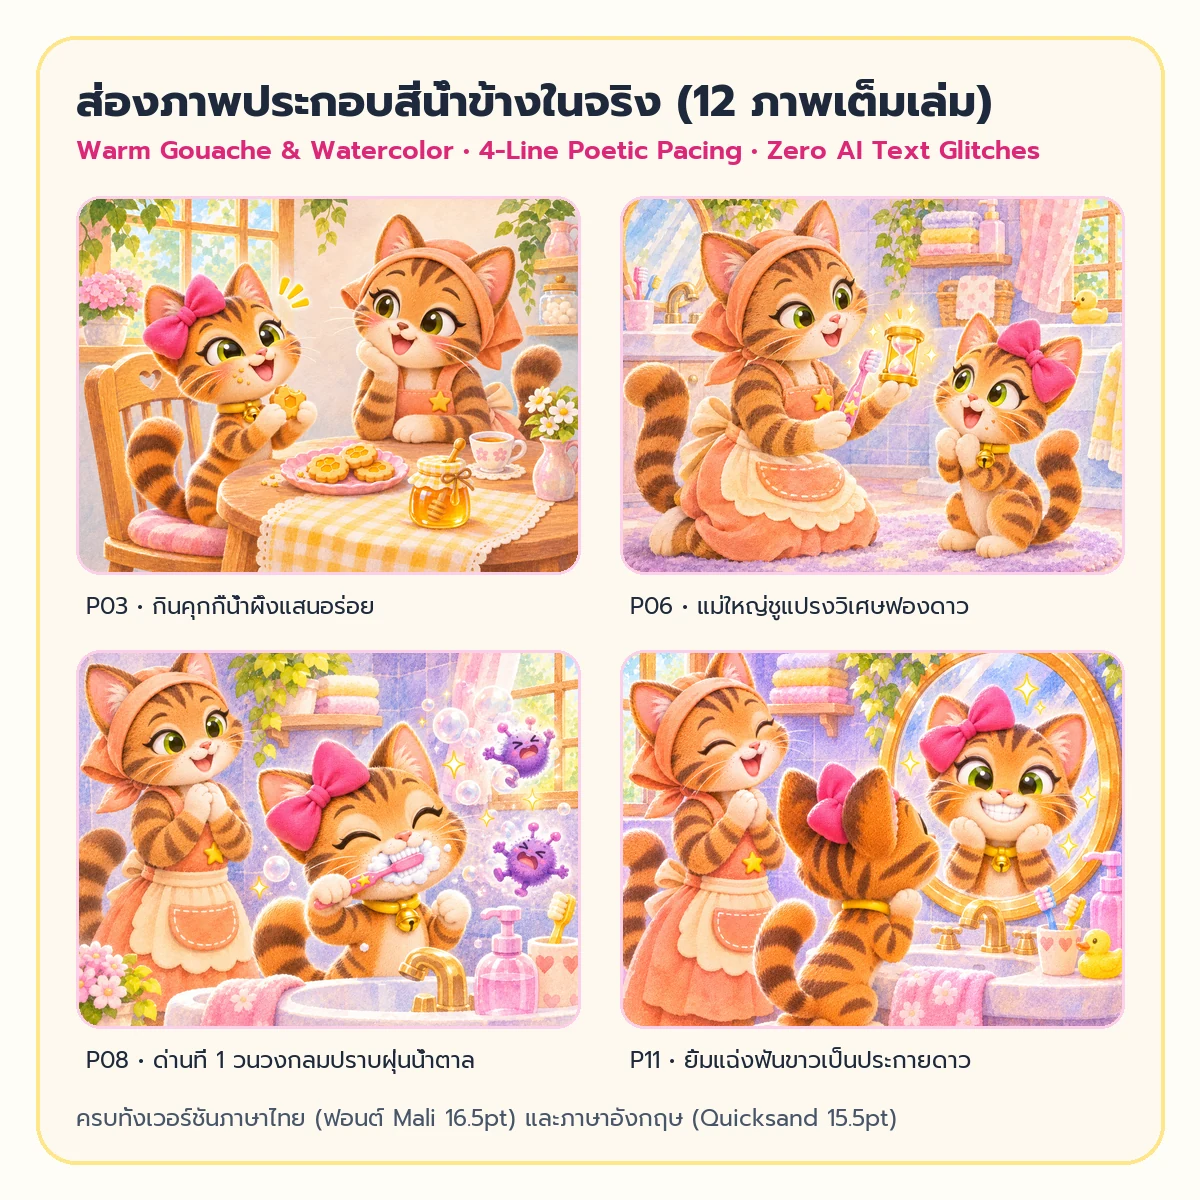 ส่องภาพประกอบสีน้ำข้างในจริง (12 ภาพเต็มเล่ม)
Warm Gouache & Watercolor • 4-Line Poetic Pacing • Zero AI Text Glitches
P03 • กินคุกกี้น้ำผึ้งแสนอร่อย
P06 • แม่ใหญ่ชูแปรงวิเศษฟองดาว
P08 • ด่านที่ 1 วนวงกลมปราบฝุ่นน้ำตาล
P11 • ยิ้มแฉ่งฟันขาวเป็นประกายดาว
ครบทั้งเวอร์ชันภาษาไทย (ฟอนต์ Mali 16.5pt) และภาษาอังกฤษ (Quicksand 15.5pt)